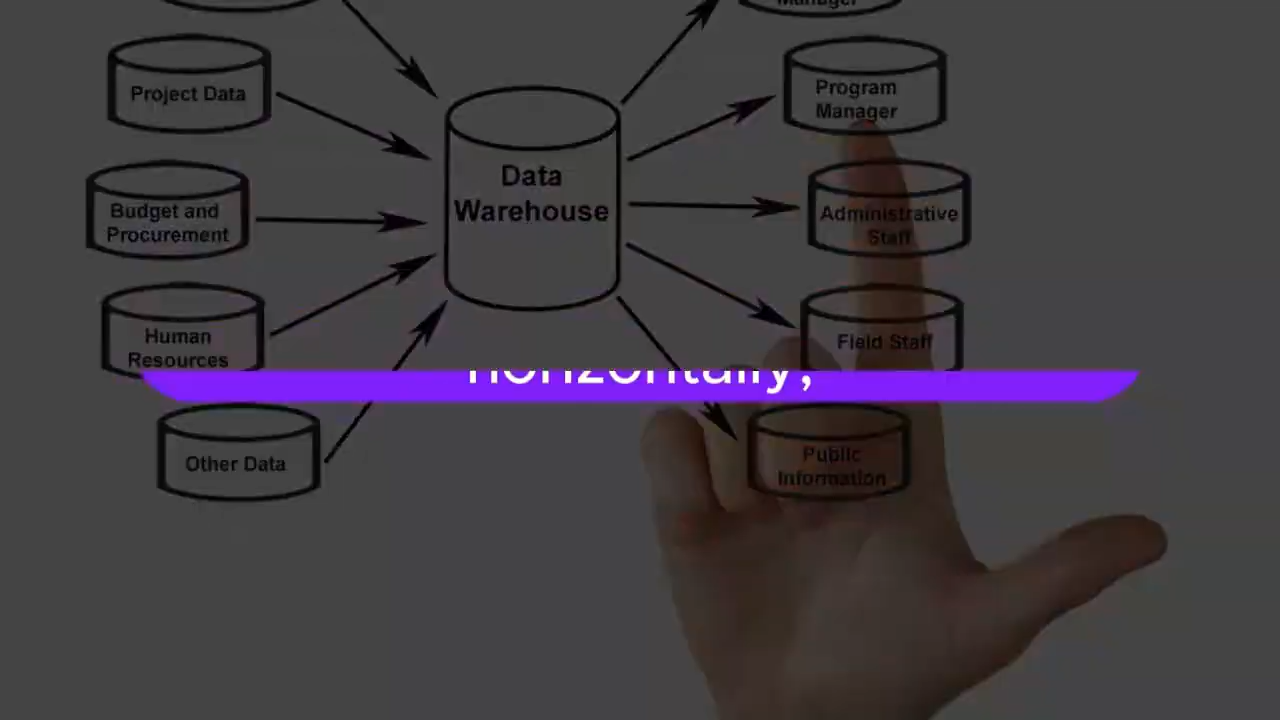 Manager
Project Data
Program
Manager
Data
Warehouse
Budget and
Procurement
Administrative
Staff
Human
Resources
Field Staff
horizontally,
Other Data
Public
Information